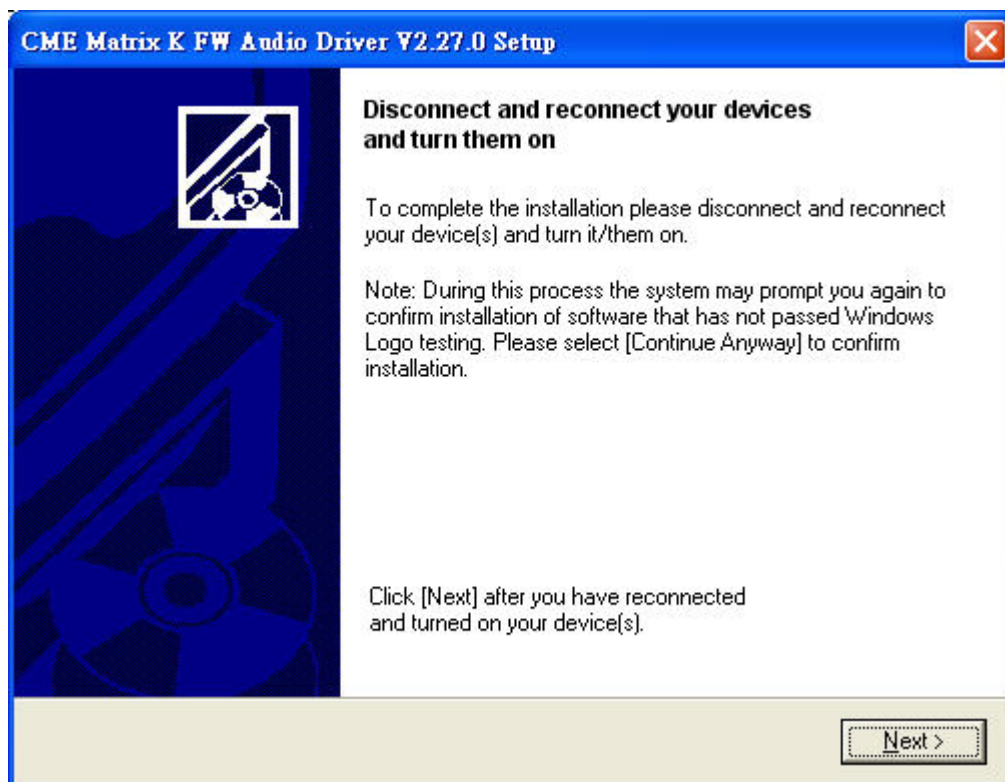 CME Matrix K FW Audio Driver V2.27.0 Setup
Disconnect and reconnect your devices
and turn them on
To complete the installation please disconnect and reconnect
your device(s) and turn it/them on.
Note: During this process the system may prompt you again to
confirm installation of software that has not passed Windows
Logo testing. Please select [Continue Anyway] to confirm
installation.
Click [Next] after you have reconnected
and turned on your device(s).
Next >